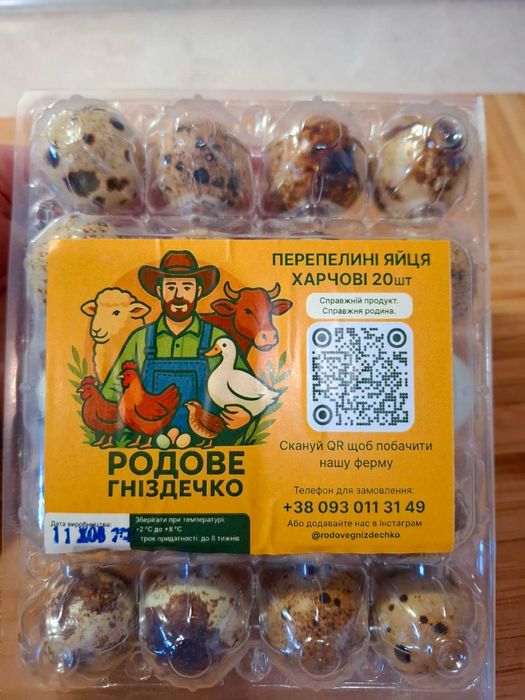 ПЕРЕПЕЛИНІ ЯЙЦЯ
ХАРЧОВІ 20шт
Справжній продукт.
Справжня родина.
Скануй QR щоб побачити
нашу ферму
РОДОВЕ
ГНІЗДЕЧКО
Телефон для замовлення:
+38 093 011 31 49
Або додавайте нас в інстаграм
@rodovegnizdechko
Дата виробництва:
11
Зберігати при температурі:
+2°С до +8°С
трок придатності: до 8 тижнів